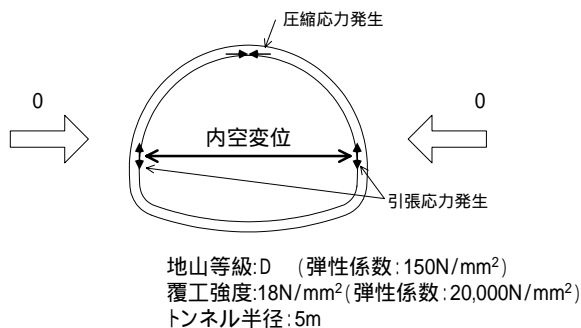 圧縮応力発生
0
0
内空変位
引張応力発生
地山等級:D (弾性係数:150N/mm²)
覆工強度:18N/mm²(弾性係数:20,000N/mm²)
トンネル半径:5m